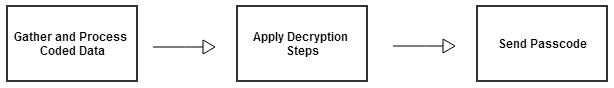 Gather and Process
Coded Data
Apply Decryption
Steps
Send Passcode